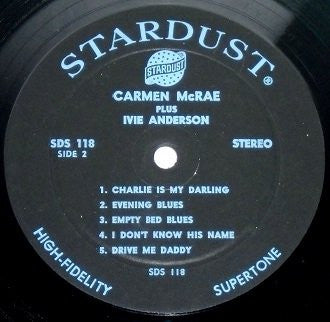 STARDUST®
STARDUST
CARMEN McRAE
PLUS
IVIE ANDERSON
SDS 118
SIDE 2
STEREO
1. CHARLIE IS MY DARLING
2. EVENING BLUES
3. EMPTY BED BLUES
4. I DON'T KNOW HIS NAME
5. DRIVE ME DADDY
SDS 118
HIGH-FIDELITY
SUPERTONE